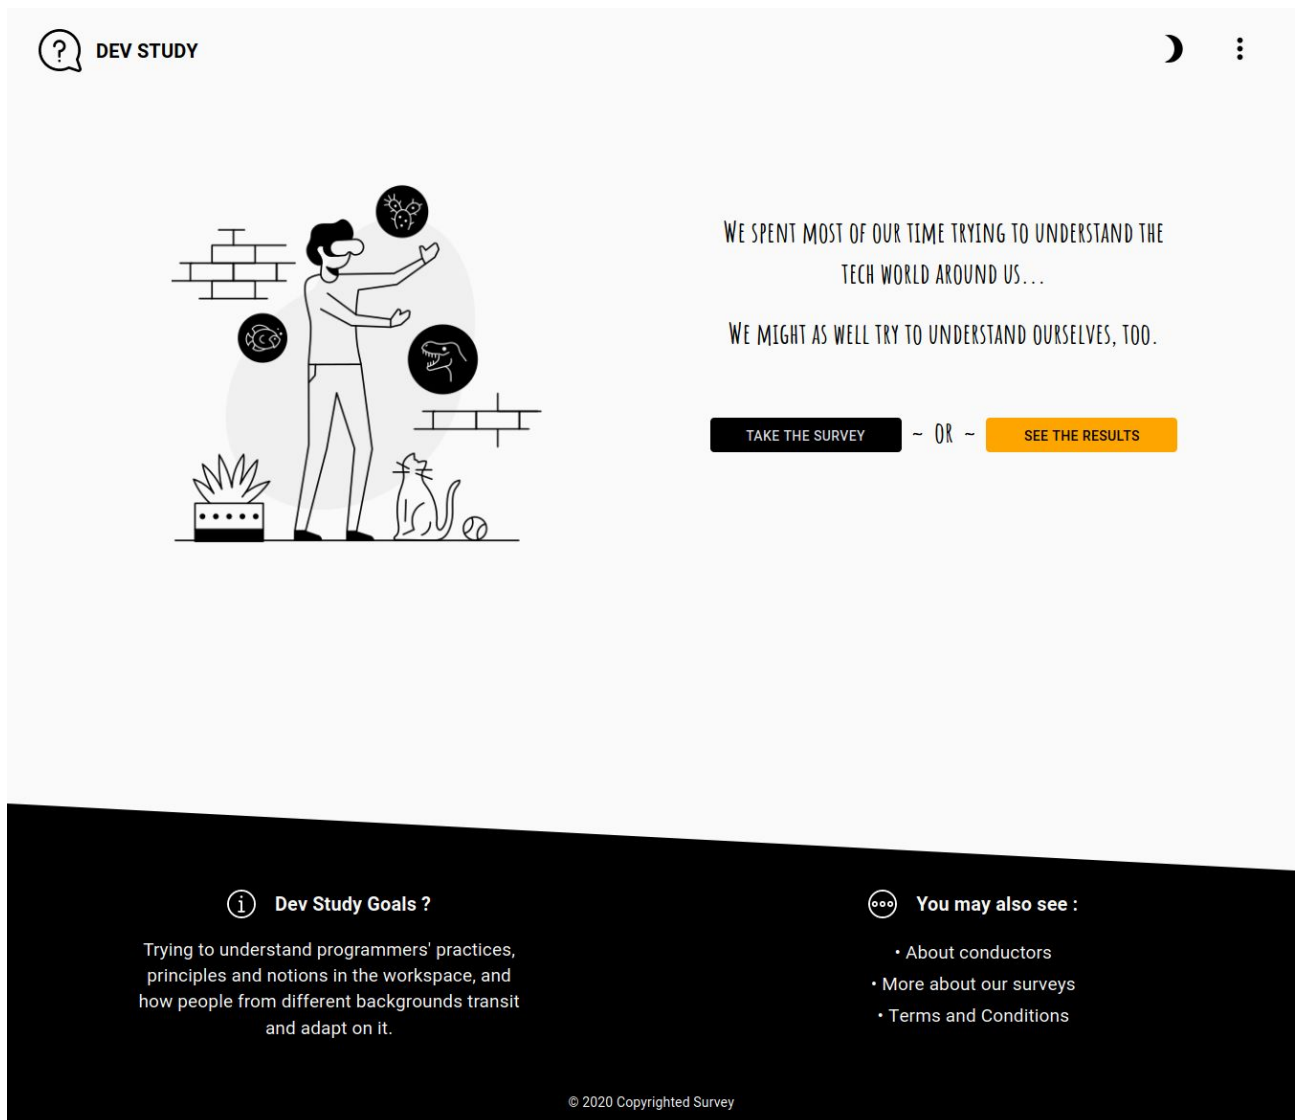 DEV STUDY
We spent most of our time trying to understand the
tech world around us...
We might as well try to understand ourselves, too.
TAKE THE SURVEY
~ OR ~
SEE THE RESULTS
Dev Study Goals ?
Trying to understand programmers' practices,
principles and notions in the workspace, and
how people from different backgrounds transit
and adapt on it.
You may also see :
• About conductors
• More about our surveys
• Terms and Conditions
© 2020 Copyrighted Survey